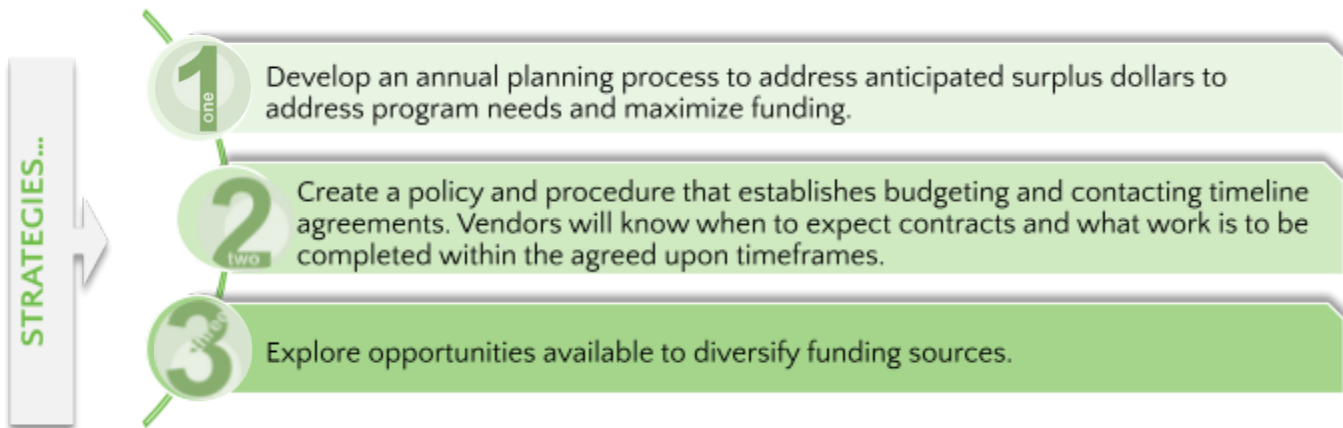 STRATEGIES...
1
one
Develop an annual planning process to address anticipated surplus dollars to
address program needs and maximize funding.
2
two
Create a policy and procedure that establishes budgeting and contacting timeline
agreements. Vendors will know when to expect contracts and what work is to be
completed within the agreed upon timeframes.
3
three
Explore opportunities available to diversify funding sources.